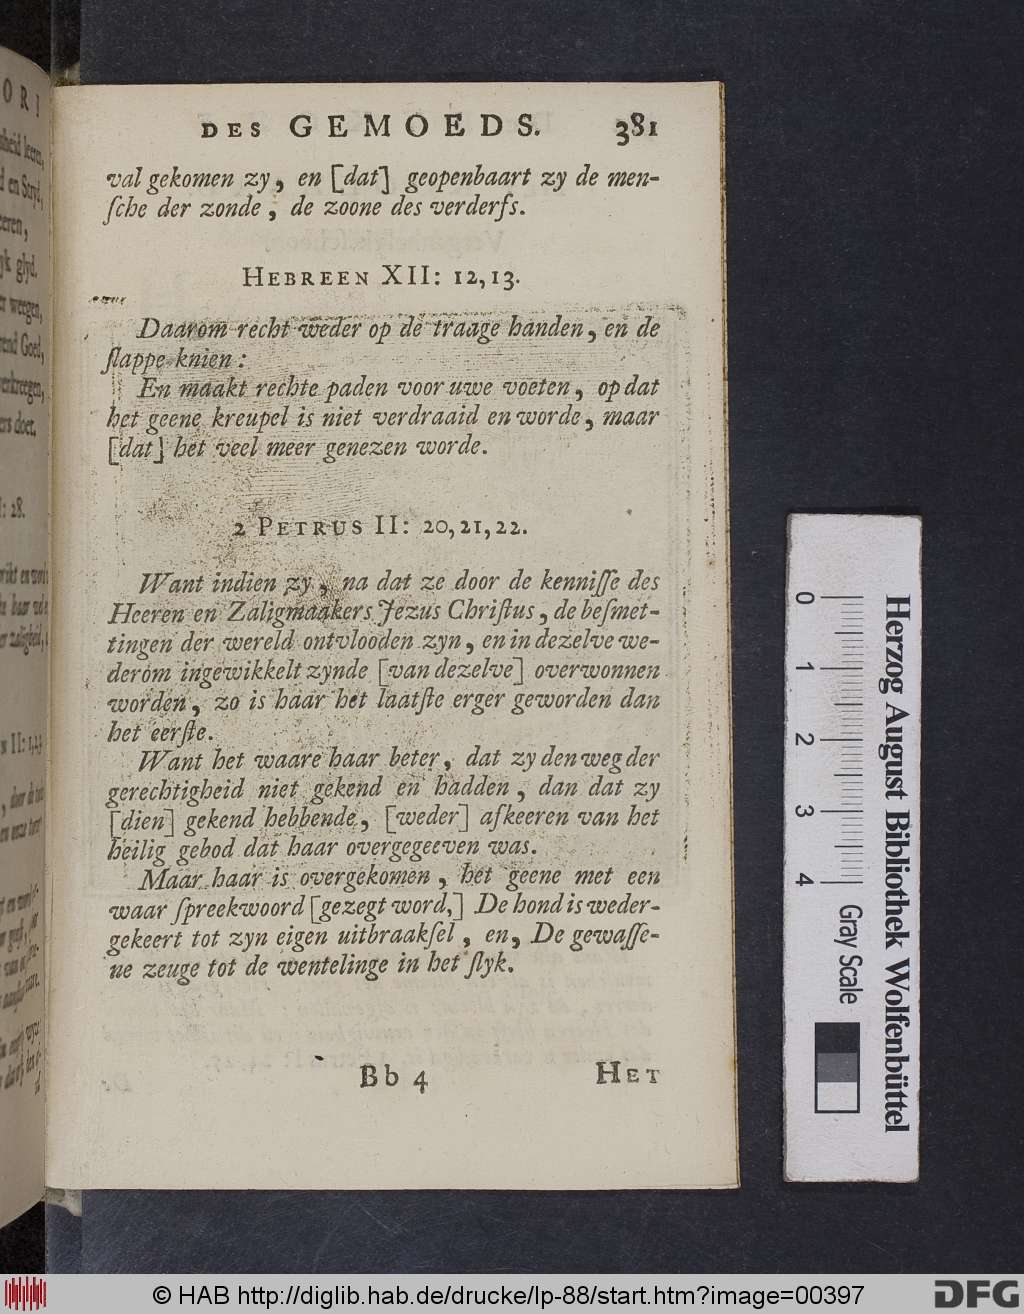 DES GEMOEDS. 381
val gekomen zy, en [dat] geopenbaart zy de men-
ſche der zonde, de zoone des verderfs.
HEBREEN XII: 12,13.
Daarom recht weder op de traage handen, en de
ſlappe knien:
En maakt rechte paden voor uwe voeten, op dat
het geene kreupel is niet verdraaid en worde, maar
[dat] het veel meer genezen worde.
2 PETRUS II: 20,21,22.
Want indien zy, na dat ze door de kenniſſe des
Heeren en Zaligmaakers Jezus Chriſtus, de beſmet-
tingen der wereld ontvlooden zyn, en in dezelve we-
derom ingewikkelt zynde [van dezelve] overwonnen
worden, zo is haar het laatſte erger geworden dan
het eerſte.
Want het waare haar beter, dat zy den weg der
gerechtigheid niet gekend en hadden, dan dat zy
[dien] gekend hebbende, [weder] afkeeren van het
heilig gebod dat haar overgegeeven was.
Maar haar is overgekomen, het geene met een
waar ſpreekwoord [gezegt word,] De hond is weder-
gekeert tot zyn eigen uitbraakſel, en, De gewaſſe-
ne zeuge tot de wentelinge in het ſlyk.
Bb 4 HET
0 1 2 3 4
Gray Scale
Herzog August Bibliothek Wolfenbüttel
© HAB http://diglib.hab.de/drucke/lp-88/start.htm?image=00397
DFG